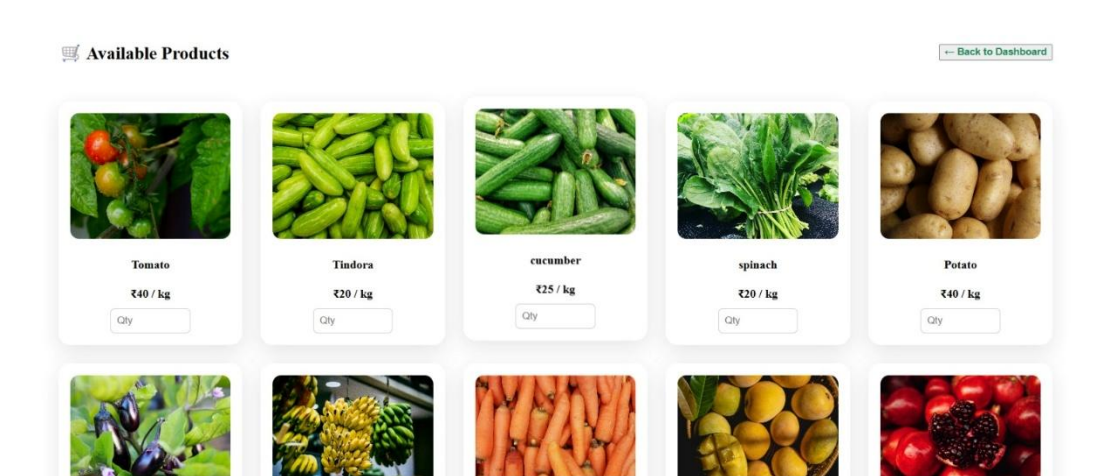 Available Products
← Back to Dashboard
Tomato
₹40 / kg
Qty
Tindora
₹20 / kg
Qty
cucumber
₹25 / kg
Qty
spinach
₹20 / kg
Qty
Potato
₹40 / kg
Qty